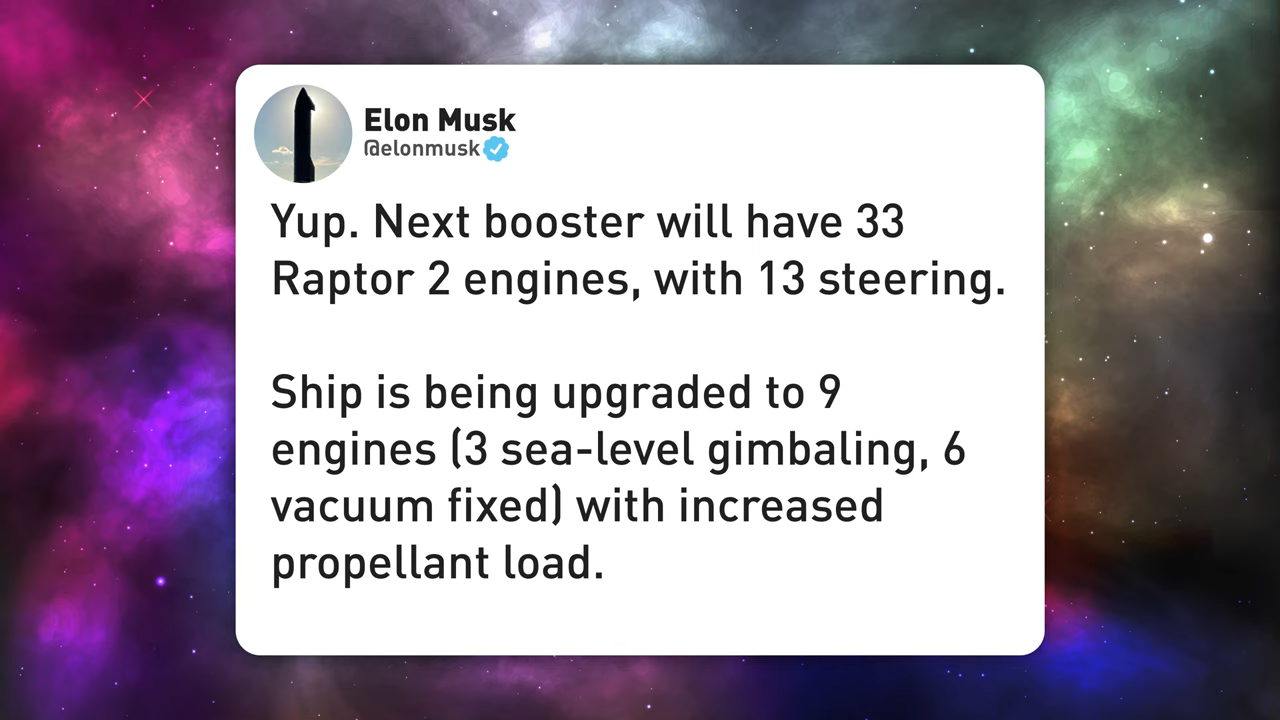 Elon Musk
@elonmusk
Yup. Next booster will have 33
Raptor 2 engines, with 13 steering.
Ship is being upgraded to 9
engines (3 sea-level gimbaling, 6
vacuum fixed) with increased
propellant load.